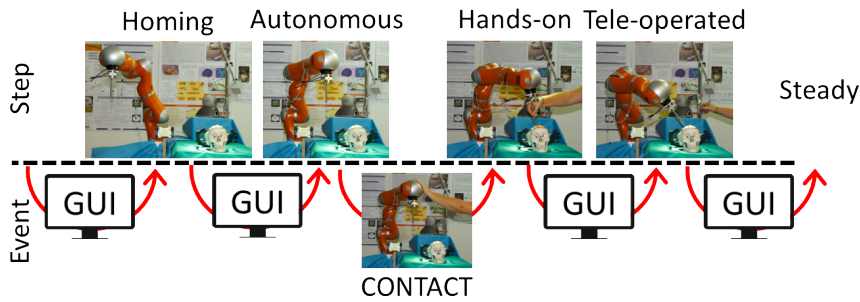 Homing
Autonomous
Hands-on
Tele-operated
Step
Steady
Event
GUI
GUI
GUI
GUI
CONTACT